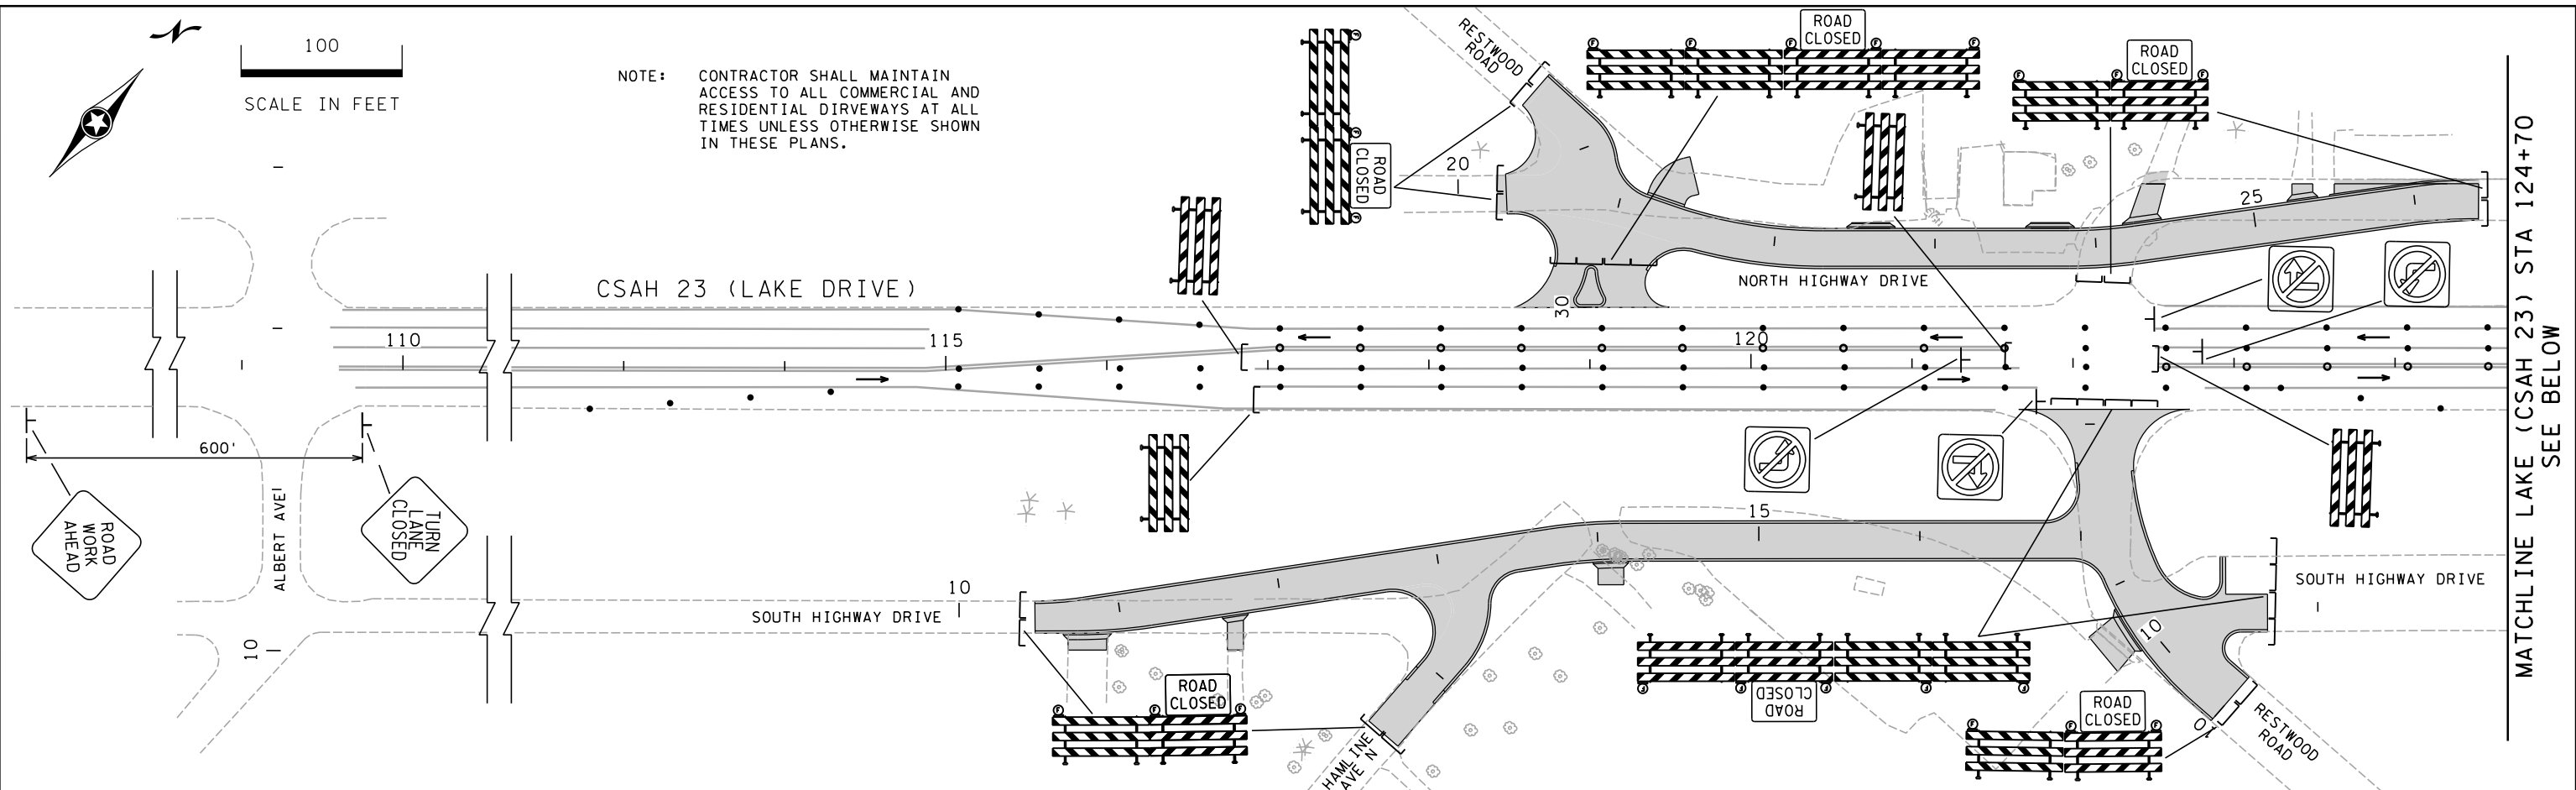 100
SCALE IN FEET
NOTE: CONTRACTOR SHALL MAINTAIN
ACCESS TO ALL COMMERCIAL AND
RESIDENTIAL DIRVEWAYS AT ALL
TIMES UNLESS OTHERWISE SHOWN
IN THESE PLANS.
RESTWOOD
ROAD
ROAD
CLOSED
ROAD
CLOSED
ROAD
CLOSED
20
25
NORTH HIGHWAY DRIVE
30
CSAH 23 (LAKE DRIVE)
110
115
120
600'
ROAD
WORK
AHEAD
ALBERT AVE
TURN
LANE
CLOSED
10
10
SOUTH HIGHWAY DRIVE
15
SOUTH HIGHWAY DRIVE
ROAD
CLOSED
HAMLINE
AVE N
ROAD
CLOSED
10
ROAD
CLOSED
10
RESTWOOD
ROAD
MATCHLINE LAKE (CSAH 23) STA 124+70
SEE BELOW